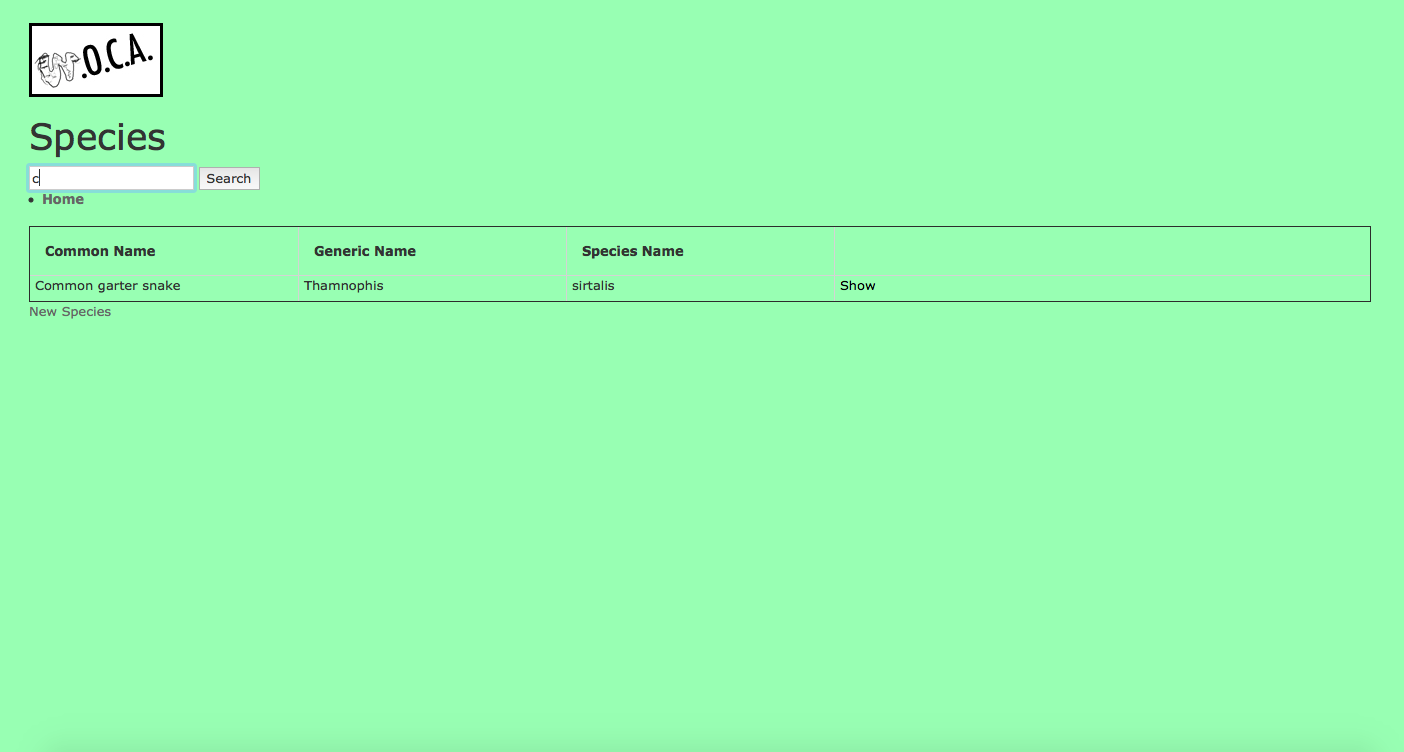 W.O.C.A.
Species
c Search
• Home
Common Name Generic Name Species Name
Common garter snake Thamnophis sirtalis Show
New Species